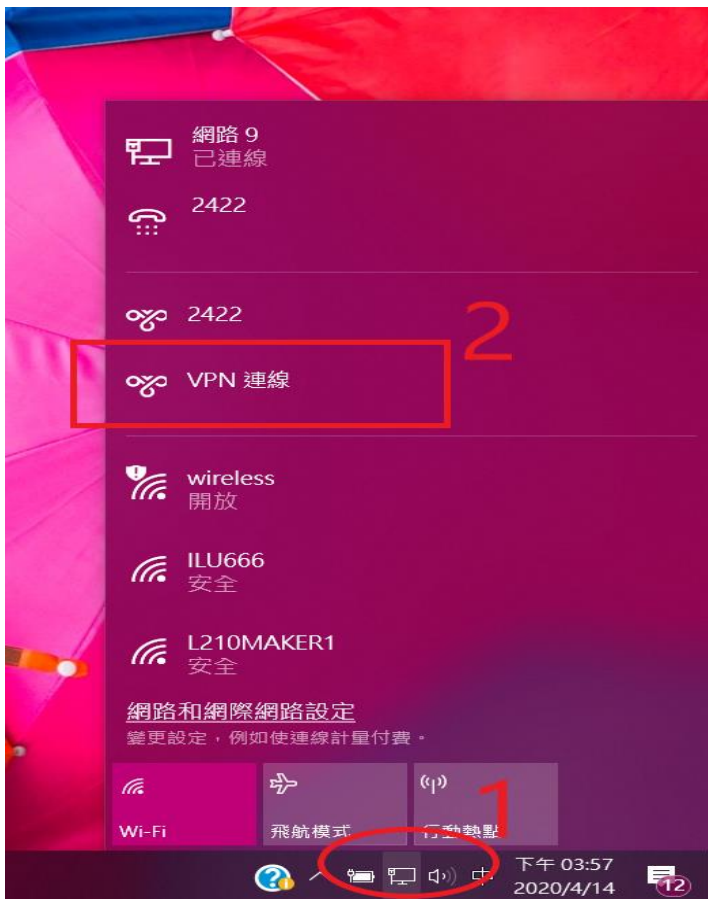 網路 9
已連線
2422
2422
2
VPN 連線
wireless
開放
ILU666
安全
L210MAKER1
安全
網路和網際網路設定
變更設定，例如使連線計量付費。
1
Wi-Fi
飛航模式
行動熱點
中
下午 03:57
2020/4/14
12